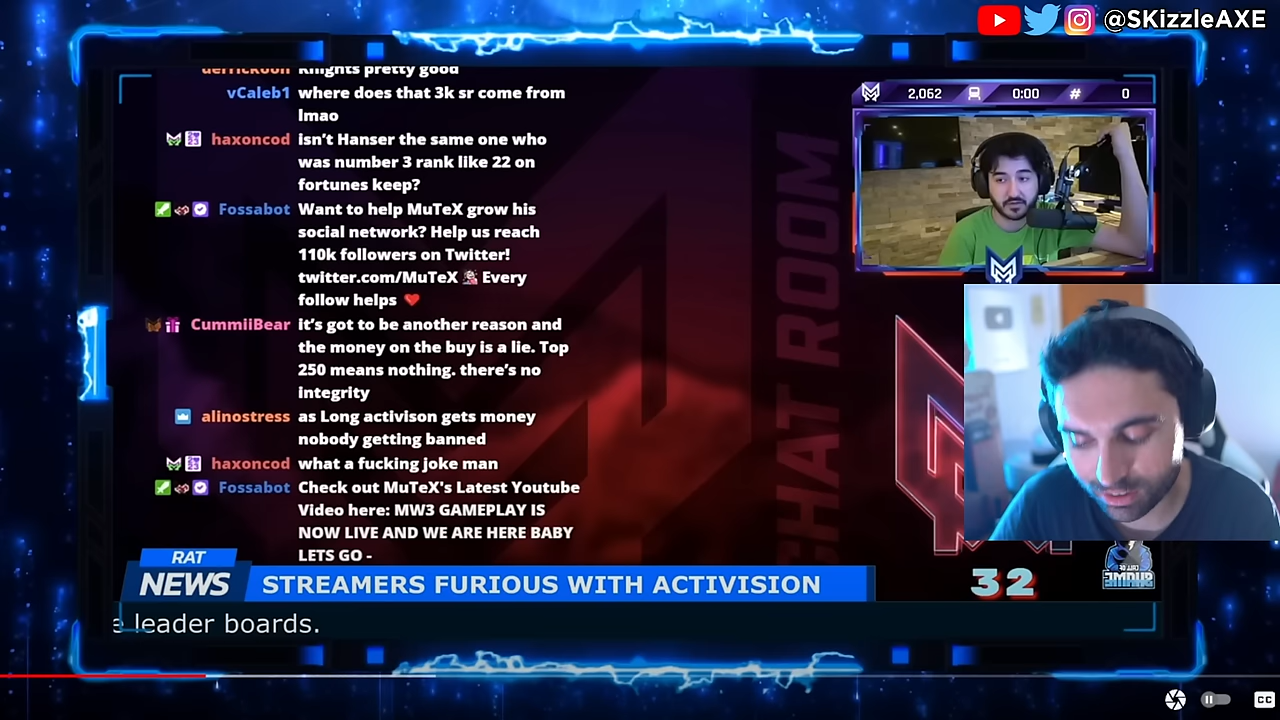 @SKizzleAXE
2,062
0:00
#
0
derrickoon Knights pretty good
vCaleb1 where does that 3k sr come from
lmao
haxoncod isn't Hanser the same one who
was number 3 rank like 22 on
fortunes keep?
Fossabot Want to help MuTeX grow his
social network? Help us reach
110k followers on Twitter!
twitter.com/MuTeX Every
follow helps
CummiiBear it's got to be another reason and
the money on the buy is a lie. Top
250 means nothing. there's no
integrity
alinostress as Long activison gets money
nobody getting banned
haxoncod what a fucking joke man
Fossabot Check out MuTeX's Latest Youtube
Video here: MW3 GAMEPLAY IS
NOW LIVE AND WE ARE HERE BABY
LETS GO -
CHAT ROOM
32
RAT
NEWS
STREAMERS FURIOUS WITH ACTIVISION
e leader boards.
CC